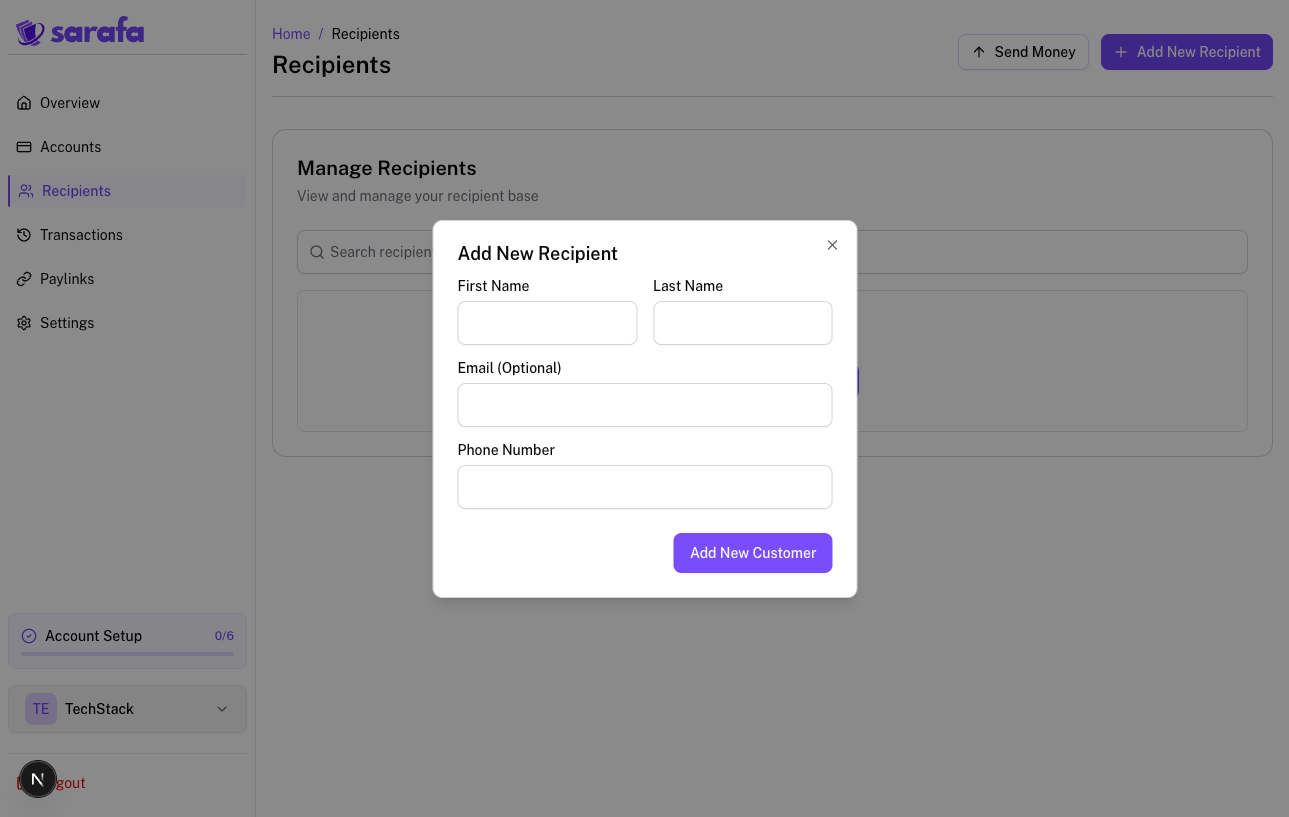 sarafa
Overview
Accounts
Recipients
Transactions
Paylinks
Settings
Account Setup 0/6
TE TechStack
N gout
Home / Recipients
Recipients
Send Money
Add New Recipient
Manage Recipients
View and manage your recipient base
Search recipien
Add New Recipient
First Name Last Name
Email (Optional)
Phone Number
Add New Customer